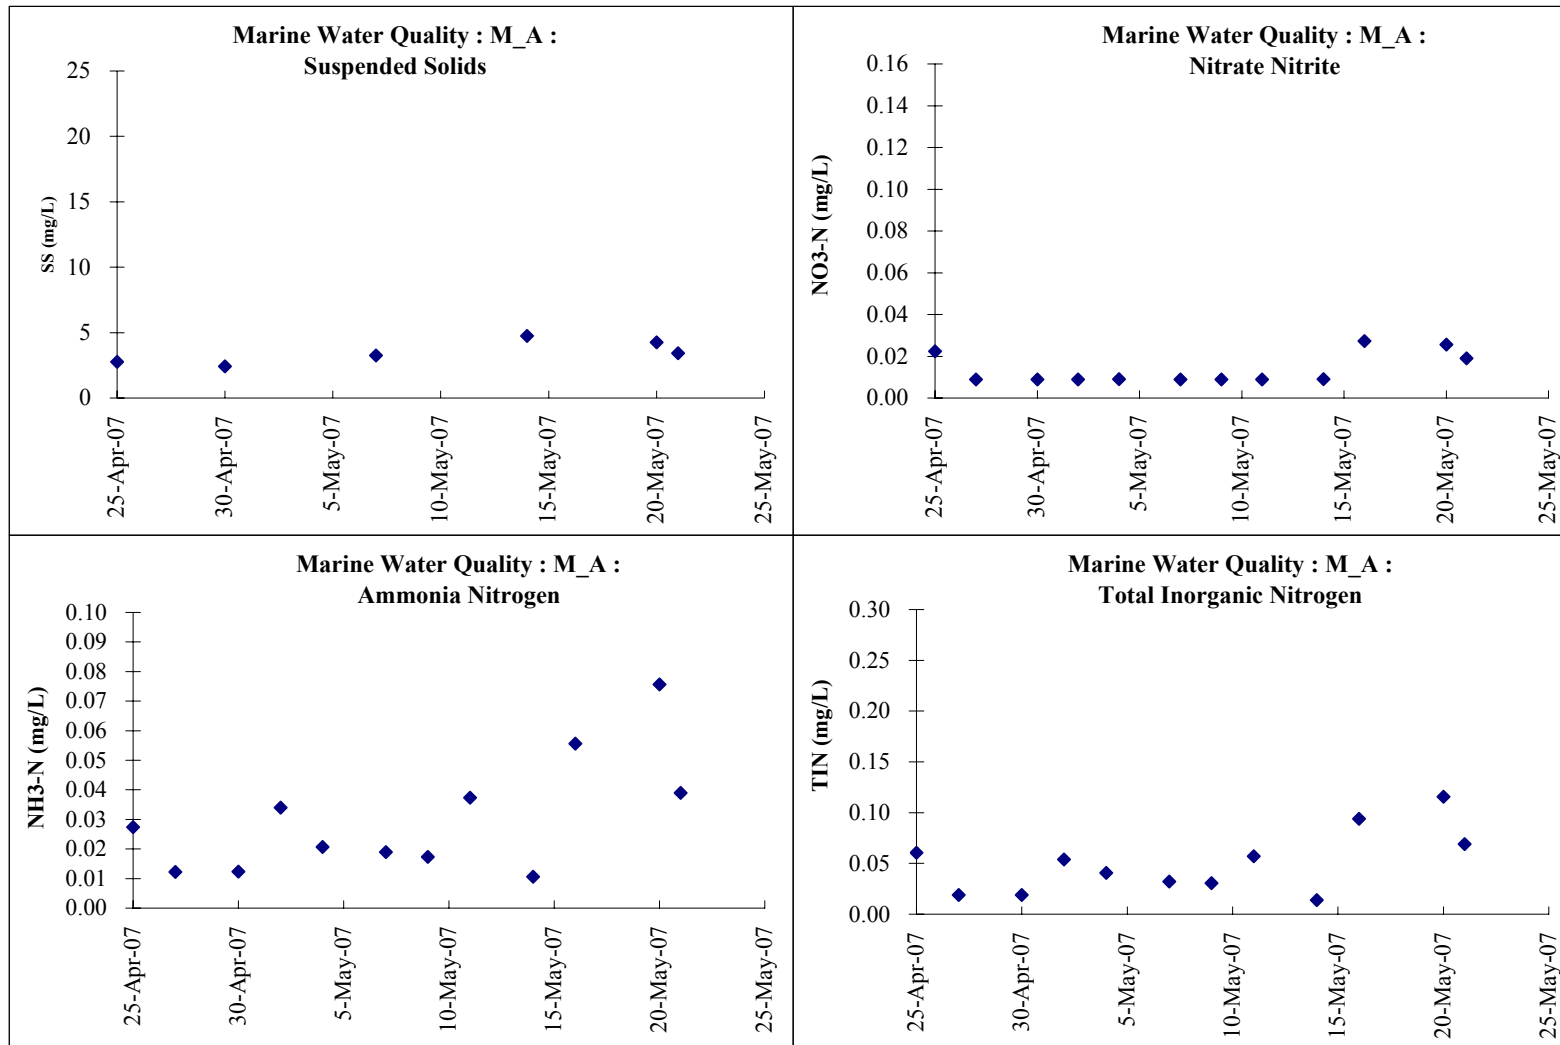 Marine Water Quality : M_A :
Suspended Solids
25
20
15
10
5
0
SS (mg/L)
25-Apr-07
30-Apr-07
5-May-07
10-May-07
15-May-07
20-May-07
25-May-07
Marine Water Quality : M_A :
Nitrate Nitrite
0.16
0.14
0.12
0.10
0.08
0.06
0.04
0.02
0.00
NO3-N (mg/L)
25-Apr-07
30-Apr-07
5-May-07
10-May-07
15-May-07
20-May-07
25-May-07
Marine Water Quality : M_A :
Ammonia Nitrogen
0.10
0.09
0.08
0.07
0.06
0.05
0.04
0.03
0.02
0.01
0.00
NH3-N (mg/L)
25-Apr-07
30-Apr-07
5-May-07
10-May-07
15-May-07
20-May-07
25-May-07
Marine Water Quality : M_A :
Total Inorganic Nitrogen
0.30
0.25
0.20
0.15
0.10
0.05
0.00
TIN (mg/L)
25-Apr-07
30-Apr-07
5-May-07
10-May-07
15-May-07
20-May-07
25-May-07